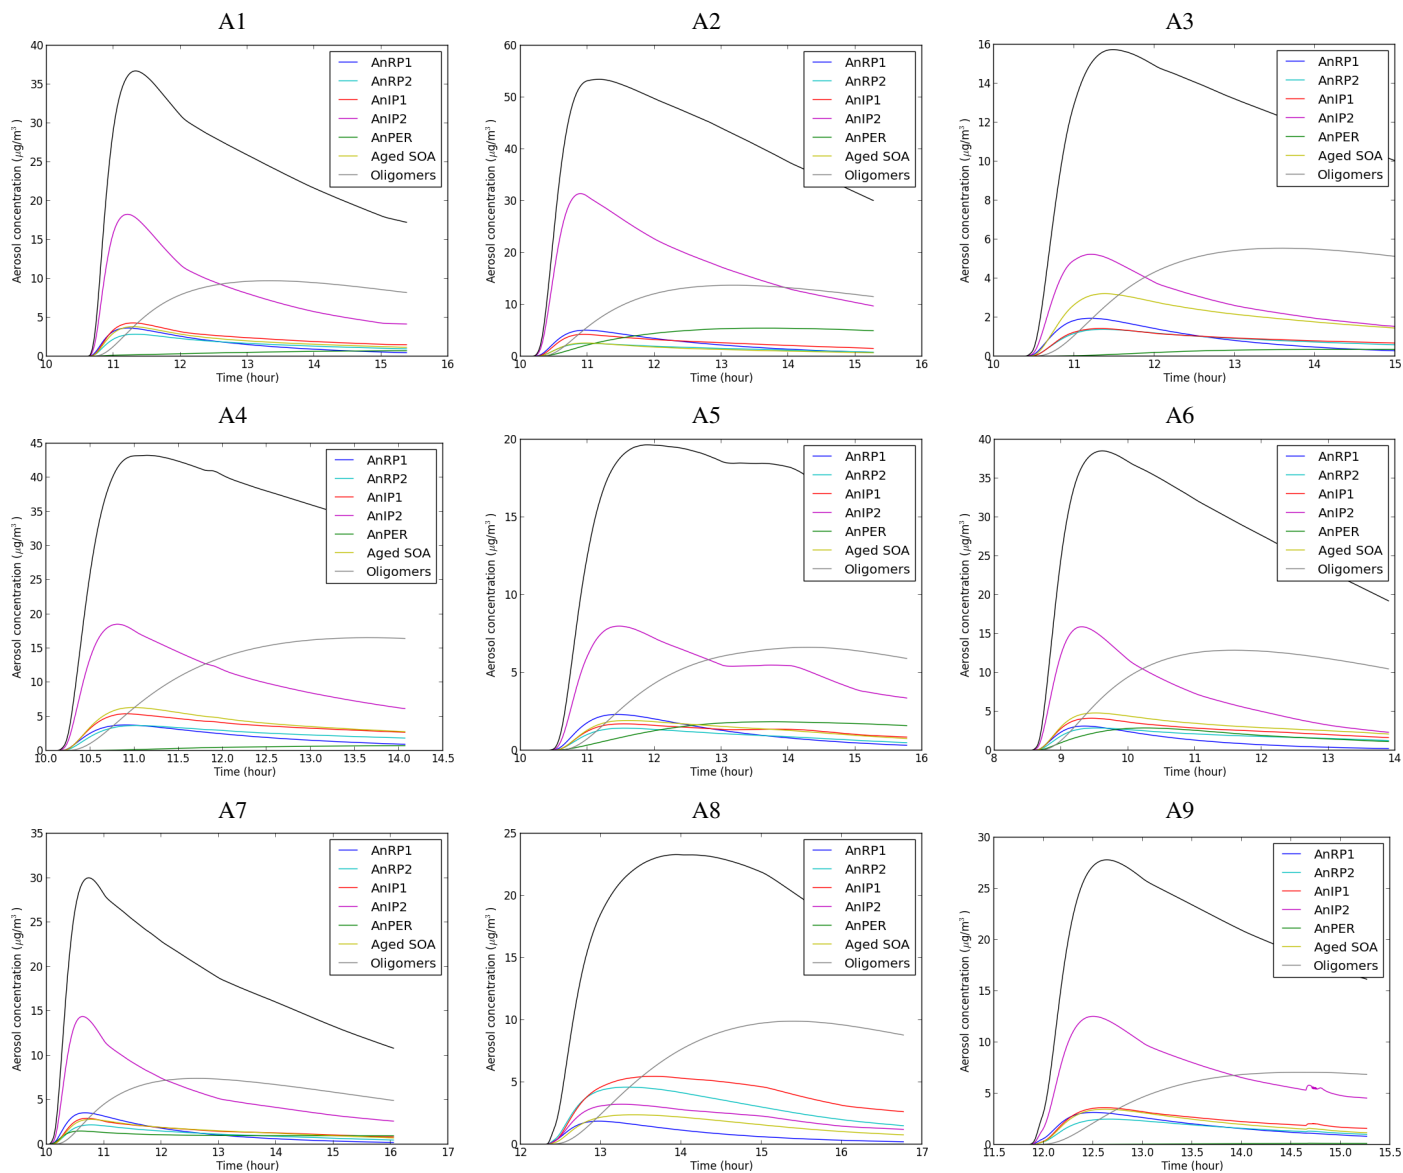 A1
Aerosol concentration (μg/m³)
40
35
30
25
20
15
10
5
0
AnRP1
AnRP2
AnIP1
AnIP2
AnPER
Aged SOA
Oligomers
10 11 12 13 14 15 16
Time (hour)
A2
Aerosol concentration (μg/m³)
60
50
40
30
20
10
0
AnRP1
AnRP2
AnIP1
AnIP2
AnPER
Aged SOA
Oligomers
10 11 12 13 14 15 16
Time (hour)
A3
Aerosol concentration (μg/m³)
16
14
12
10
8
6
4
2
0
AnRP1
AnRP2
AnIP1
AnIP2
AnPER
Aged SOA
Oligomers
10 11 12 13 14 15
Time (hour)
A4
Aerosol concentration (μg/m³)
45
40
35
30
25
20
15
10
5
0
AnRP1
AnRP2
AnIP1
AnIP2
AnPER
Aged SOA
Oligomers
10.0 10.5 11.0 11.5 12.0 12.5 13.0 13.5 14.0 14.5
Time (hour)
A5
Aerosol concentration (μg/m³)
20
15
10
5
0
AnRP1
AnRP2
AnIP1
AnIP2
AnPER
Aged SOA
Oligomers
10 11 12 13 14 15 16
Time (hour)
A6
Aerosol concentration (μg/m³)
40
35
30
25
20
15
10
5
0
AnRP1
AnRP2
AnIP1
AnIP2
AnPER
Aged SOA
Oligomers
8 9 10 11 12 13 14
Time (hour)
A7
Aerosol concentration (μg/m³)
35
30
25
20
15
10
5
0
AnRP1
AnRP2
AnIP1
AnIP2
AnPER
Aged SOA
Oligomers
10 11 12 13 14 15 16 17
Time (hour)
A8
Aerosol concentration (μg/m³)
25
20
15
10
5
0
AnRP1
AnRP2
AnIP1
AnIP2
AnPER
Aged SOA
Oligomers
12 13 14 15 16 17
Time (hour)
A9
Aerosol concentration (μg/m³)
30
25
20
15
10
5
0
AnRP1
AnRP2
AnIP1
AnIP2
AnPER
Aged SOA
Oligomers
11.5 12.0 12.5 13.0 13.5 14.0 14.5 15.0 15.5
Time (hour)